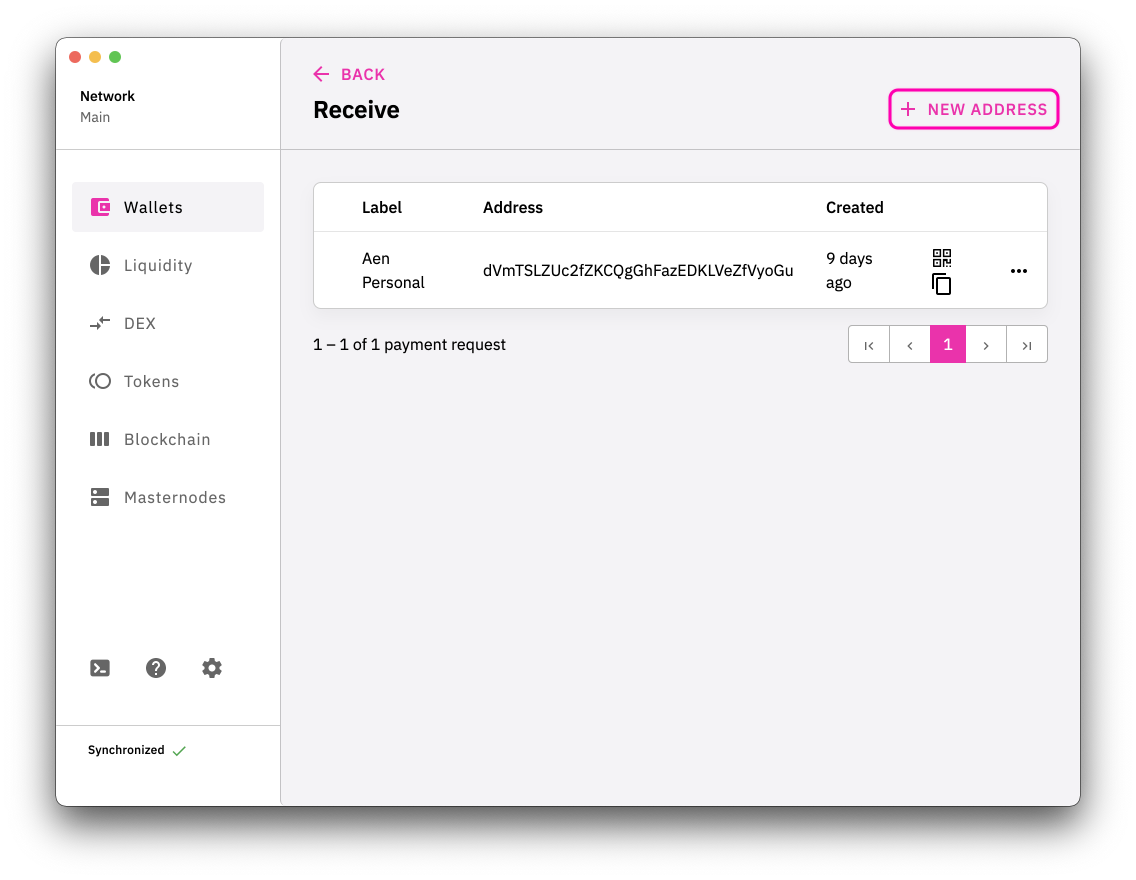 Network
Main
BACK
Receive
+ NEW ADDRESS
Wallets
Liquidity
DEX
Tokens
Blockchain
Masternodes
Label Address Created
Aen Personal dVmTSLZUc2fZKCQgGhFazEDKLVeZfVyoGu 9 days ago
1 – 1 of 1 payment request
1
Synchronized